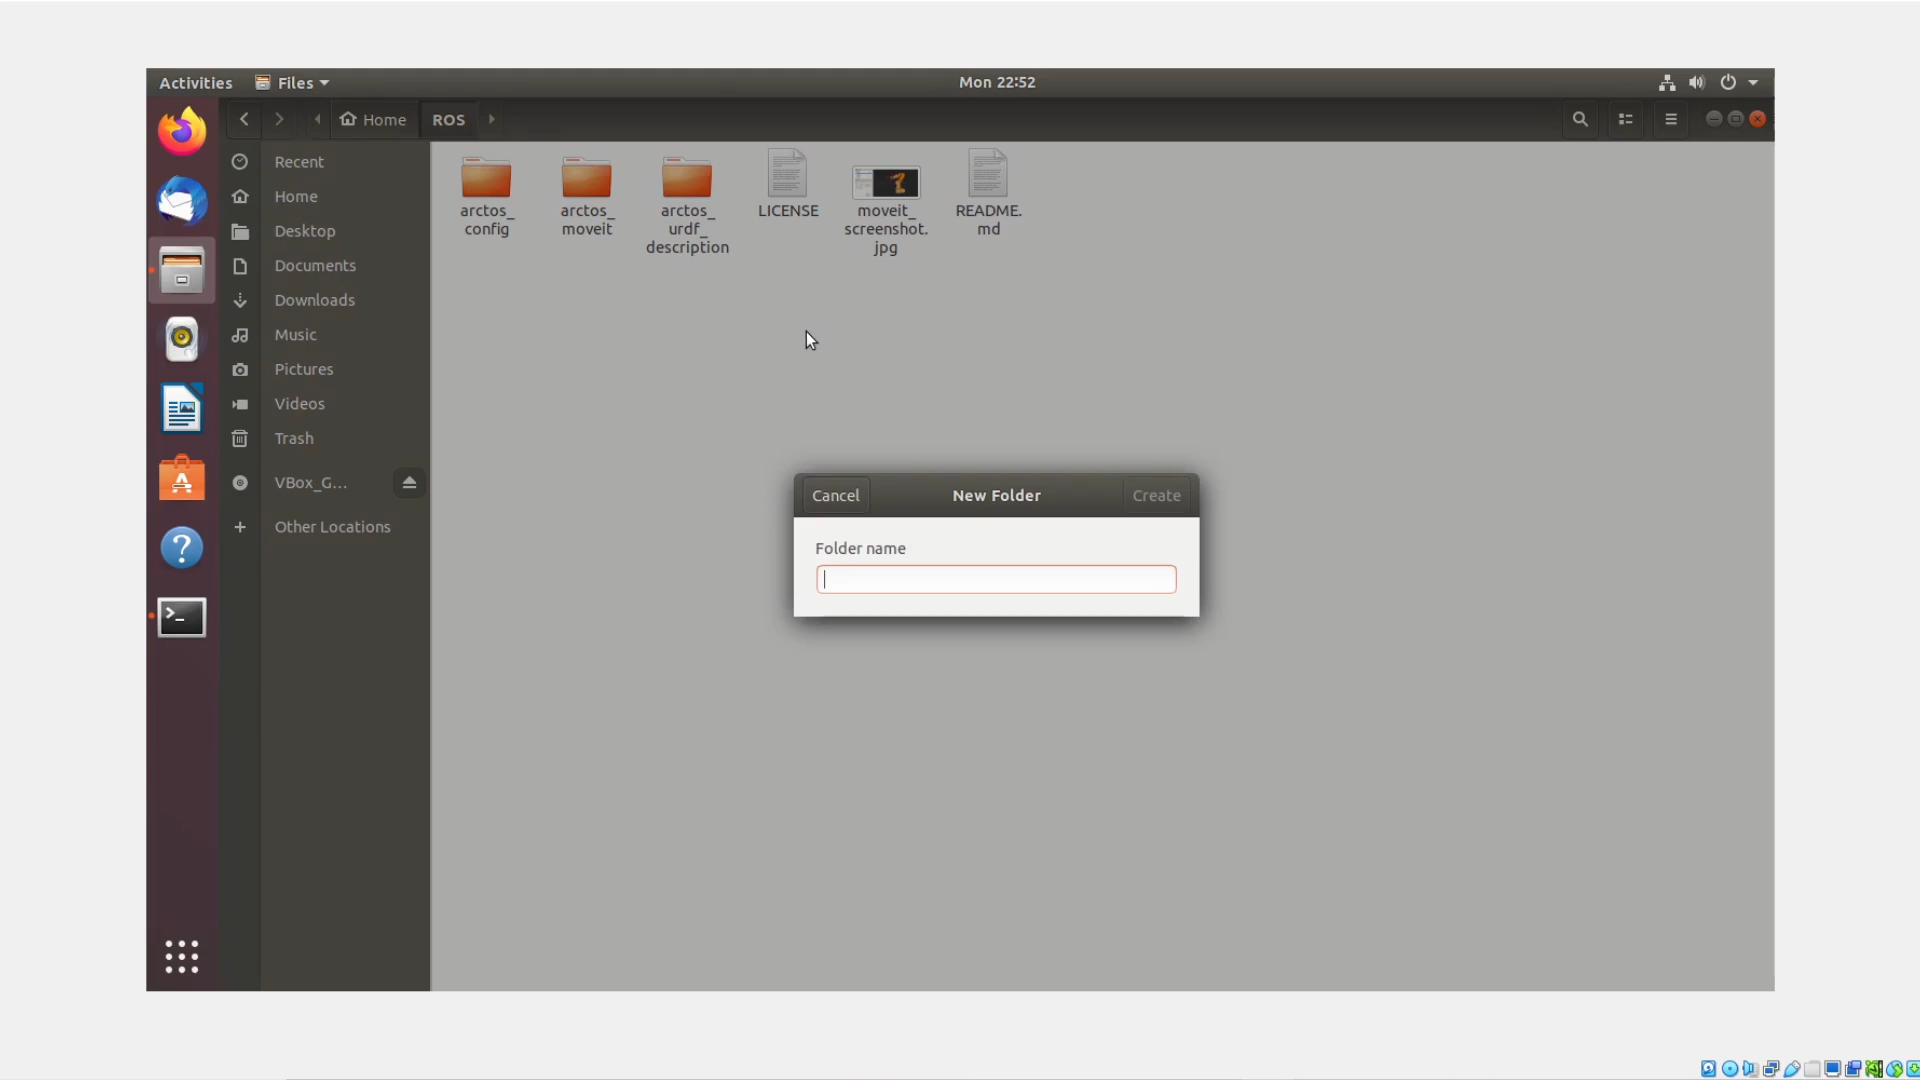 Activities
Files
Mon 22:52
Home
ROS
Recent
Home
Desktop
Documents
Downloads
Music
Pictures
Videos
Trash
VBox_G...
Other Locations
arctos_
config
arctos_
moveit
arctos_
urdf_
description
LICENSE
moveit_
screenshot.
jpg
README.
md
Cancel
New Folder
Create
Folder name